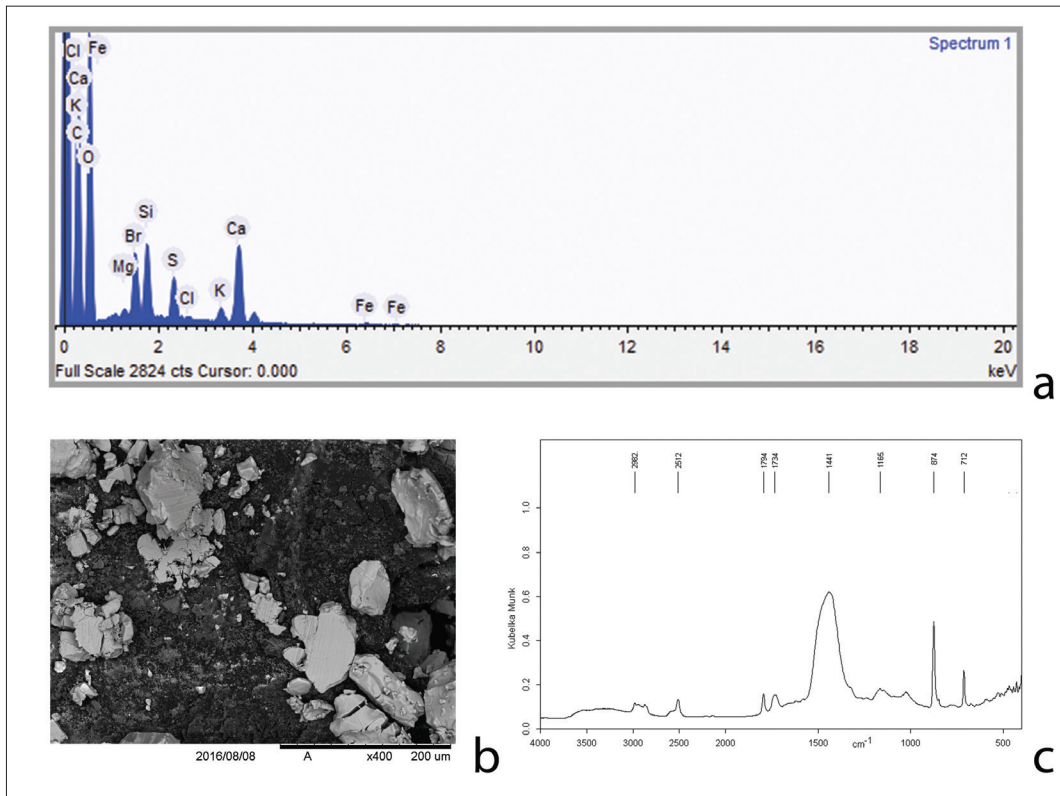 Spectrum 1
Cl Fe
Ca
K
C
O
Si
Br
Mg
S
Cl
K
Ca
Fe Fe
0 2 4 6 8 10 12 14 16 18 20
Full Scale 2824 cts Cursor: 0.000 keV
a
2016/08/08 A x400 200 um
b
2982 2512 1794 1734 1441 1165 874 712
Kubelka Munk
1.0
0.8
0.6
0.4
0.2
0.0
4000 3500 3000 2500 2000 1500 cm-1 1000 500
c